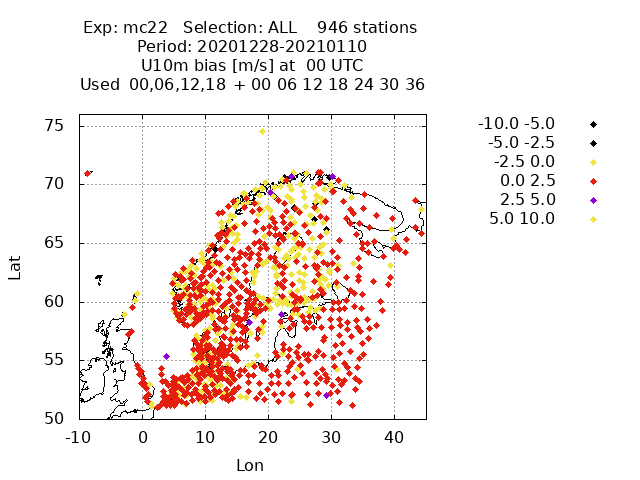 Exp: mc22   Selection: ALL    946 stations
Period: 20201228-20210110
U10m bias [m/s] at  00 UTC
Used  00,06,12,18  + 00 06 12 18 24 30 36
-10.0 -5.0
-5.0 -2.5
-2.5 0.0
0.0 2.5
2.5 5.0
5.0 10.0
75
70
65
60
55
50
Lat
-10 0 10 20 30 40
Lon